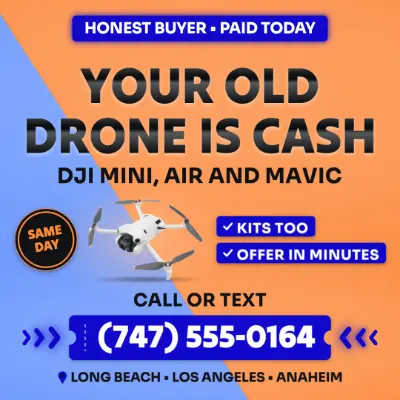 HONEST BUYER • PAID TODAY
YOUR OLD
DRONE IS CASH
DJI MINI, AIR AND MAVIC
SAME
DAY
✓ KITS TOO
✓ OFFER IN MINUTES
CALL OR TEXT
(747) 555-0164
LONG BEACH • LOS ANGELES • ANAHEIM